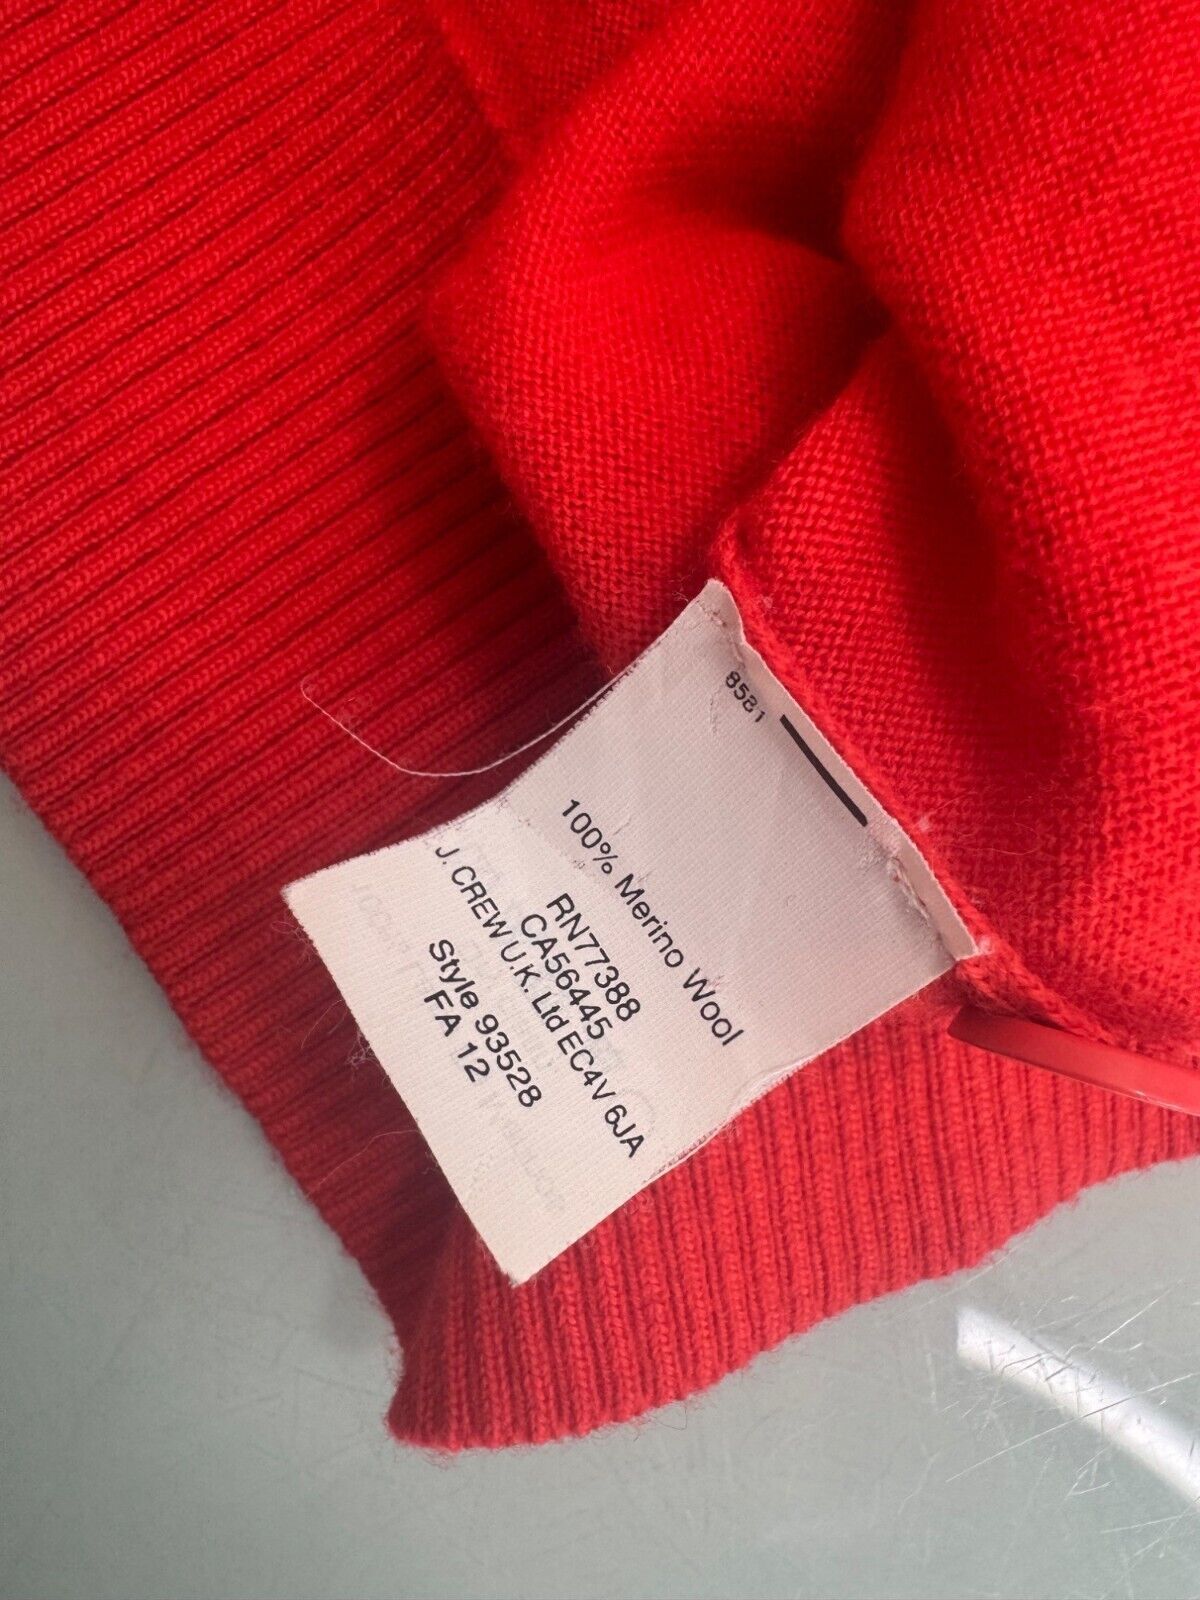 8581
100% Merino Wool
RN77388
CA56445
J. CREW U.K. Ltd EC4V 6JA
Style 93528
FA 12